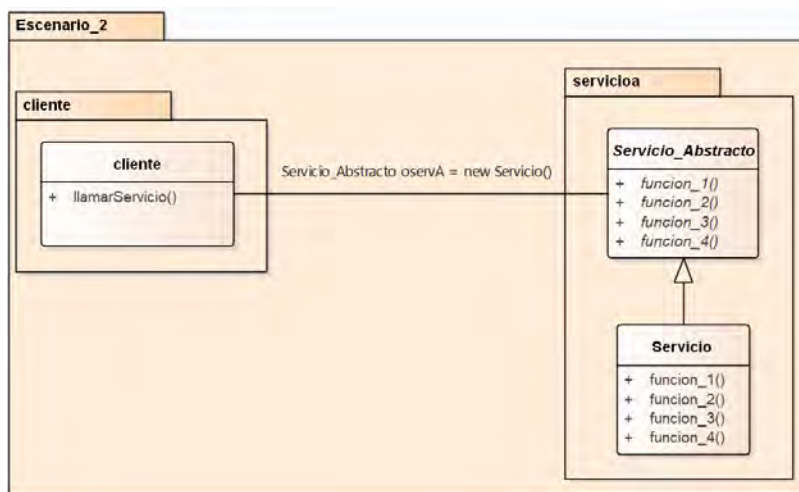 Escenario_2
cliente
cliente
+ llamarServicio()
Servicio_Abstracto oservA = new Servicio()
servicioa
Servicio_Abstracto
+ funcion_1()
+ funcion_2()
+ funcion_3()
+ funcion_4()
Servicio
+ funcion_1()
+ funcion_2()
+ funcion_3()
+ funcion_4()